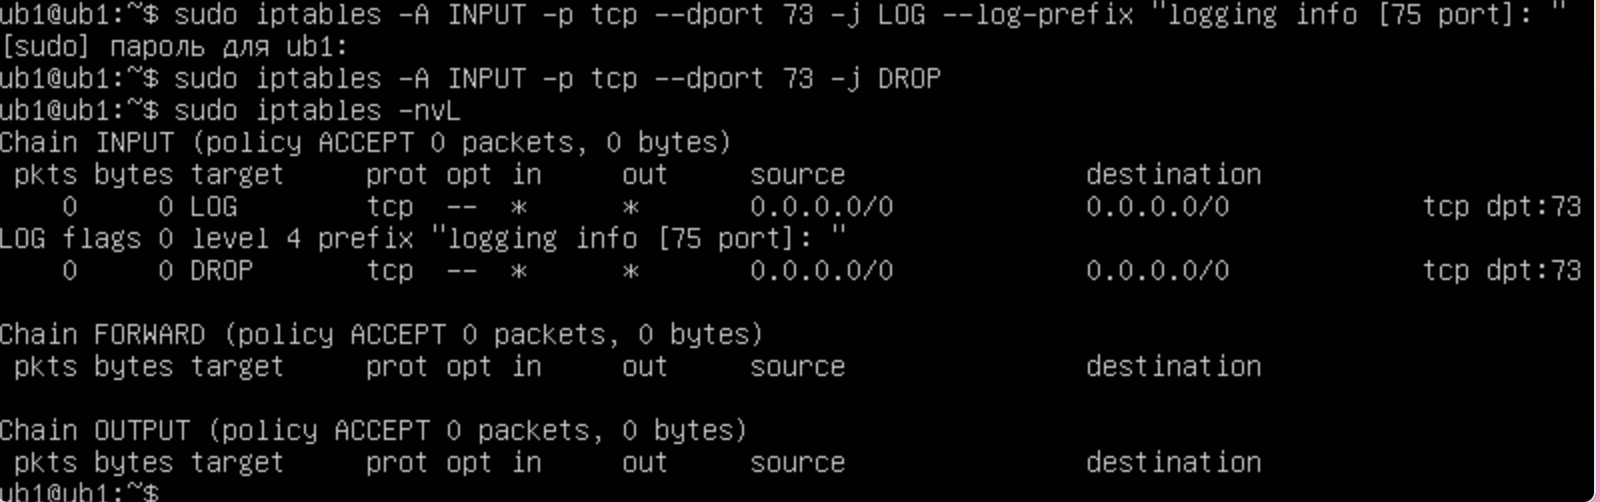 ub1@ub1:~$ sudo iptables -A INPUT -p tcp --dport 73 -j LOG --log-prefix "logging info [75 port]: "
[sudo] пароль для ub1:
ub1@ub1:~$ sudo iptables -A INPUT -p tcp --dport 73 -j DROP
ub1@ub1:~$ sudo iptables -nvL
Chain INPUT (policy ACCEPT 0 packets, 0 bytes)
 pkts bytes target     prot opt in     out     source               destination
    0     0 LOG        tcp  --  *      *       0.0.0.0/0            0.0.0.0/0            tcp dpt:73
LOG flags 0 level 4 prefix "logging info [75 port]: "
    0     0 DROP       tcp  --  *      *       0.0.0.0/0            0.0.0.0/0            tcp dpt:73
Chain FORWARD (policy ACCEPT 0 packets, 0 bytes)
 pkts bytes target     prot opt in     out     source               destination
Chain OUTPUT (policy ACCEPT 0 packets, 0 bytes)
 pkts bytes target     prot opt in     out     source               destination
ub1@ub1:~$